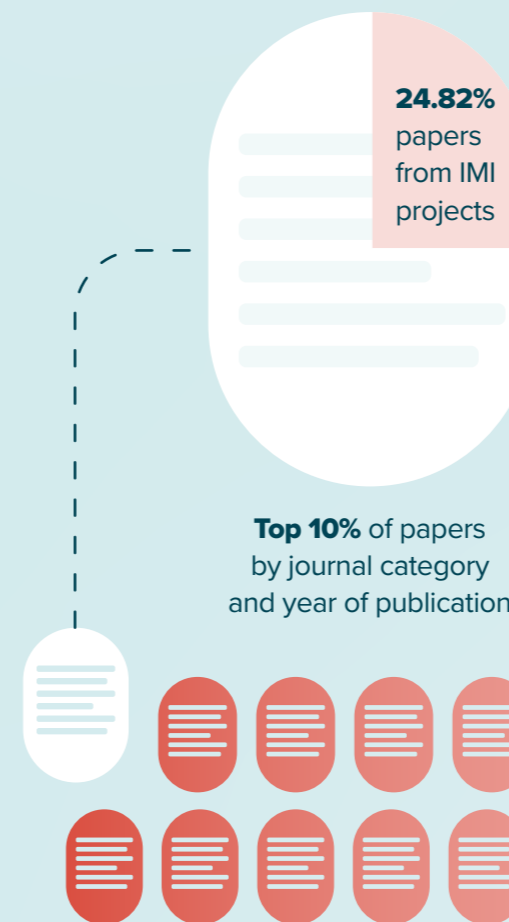 24.82%
papers
from IMI
projects
Top 10% of papers
by journal category
and year of publication